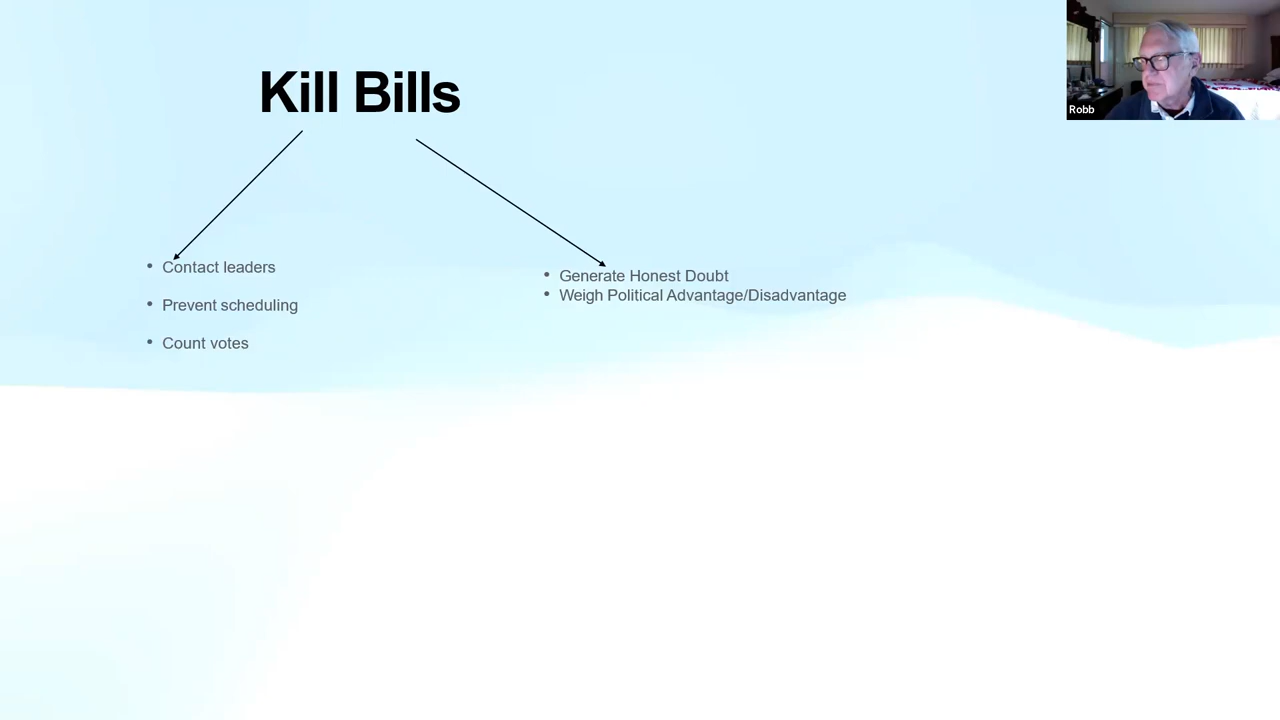 Kill Bills
Robb
• Contact leaders
• Prevent scheduling
• Count votes
• Generate Honest Doubt
• Weigh Political Advantage/Disadvantage